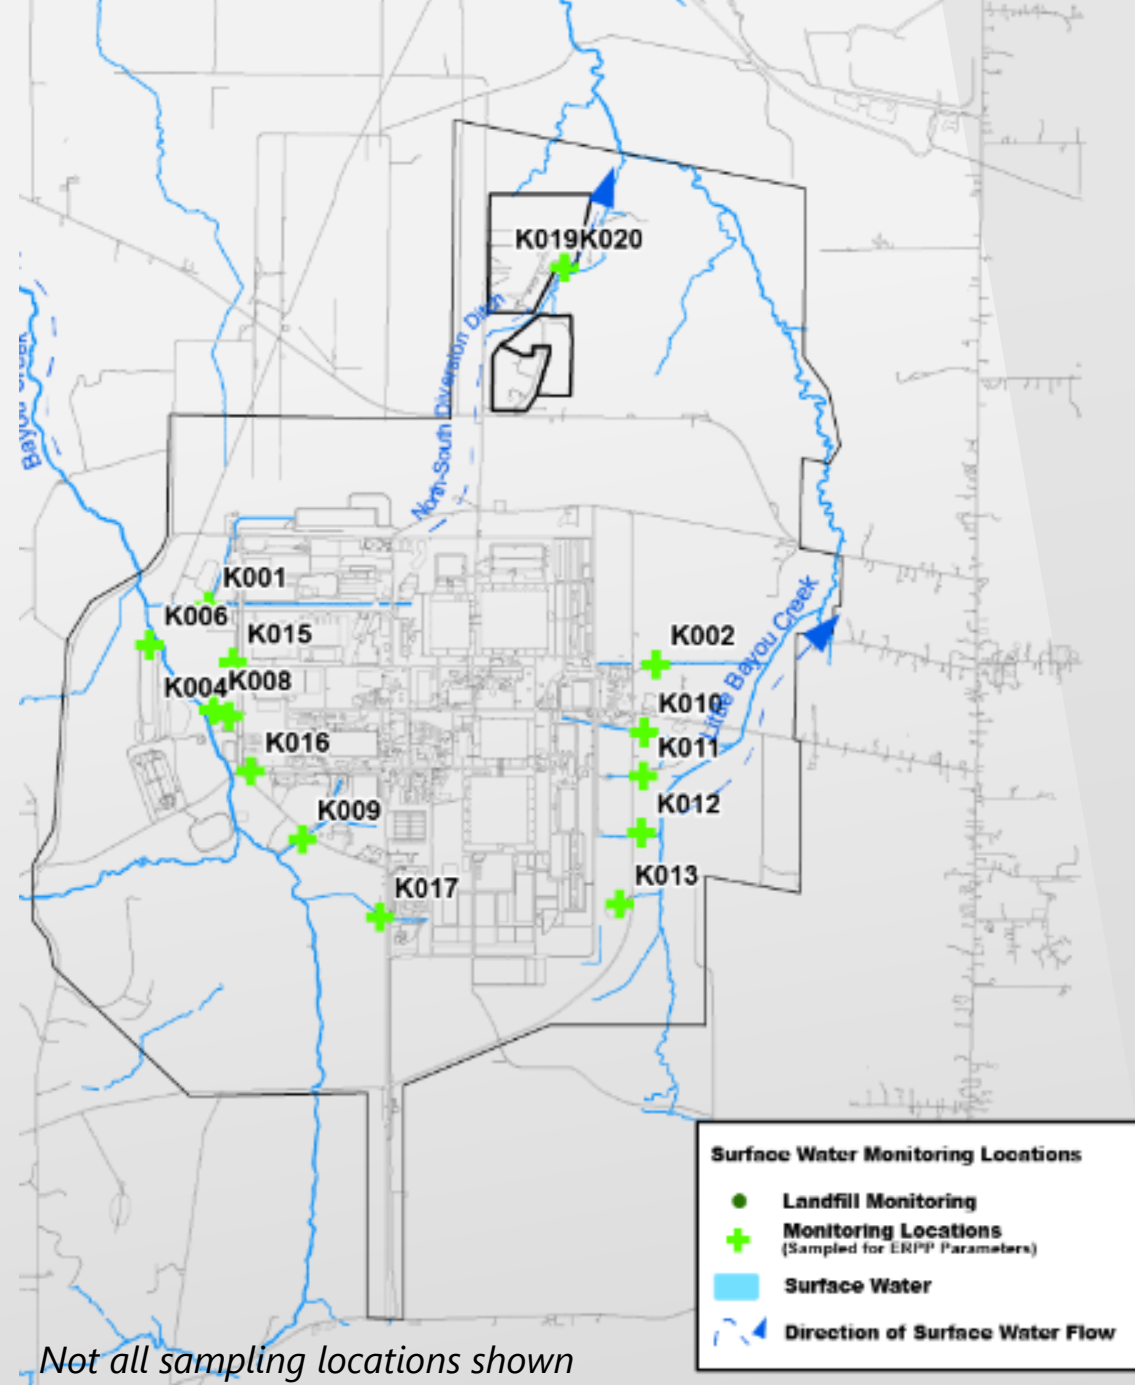 K019K020
North-South Diversion Ditch
Bayou Creek
K001
K006
K015
K002
K004
K008
Little Bayou Creek
K010
K011
K016
K012
K009
K013
K017
Surface Water Monitoring Locations
Landfill Monitoring
Monitoring Locations
(Sampled for ERPP Parameters)
Surface Water
Direction of Surface Water Flow
Not all sampling locations shown